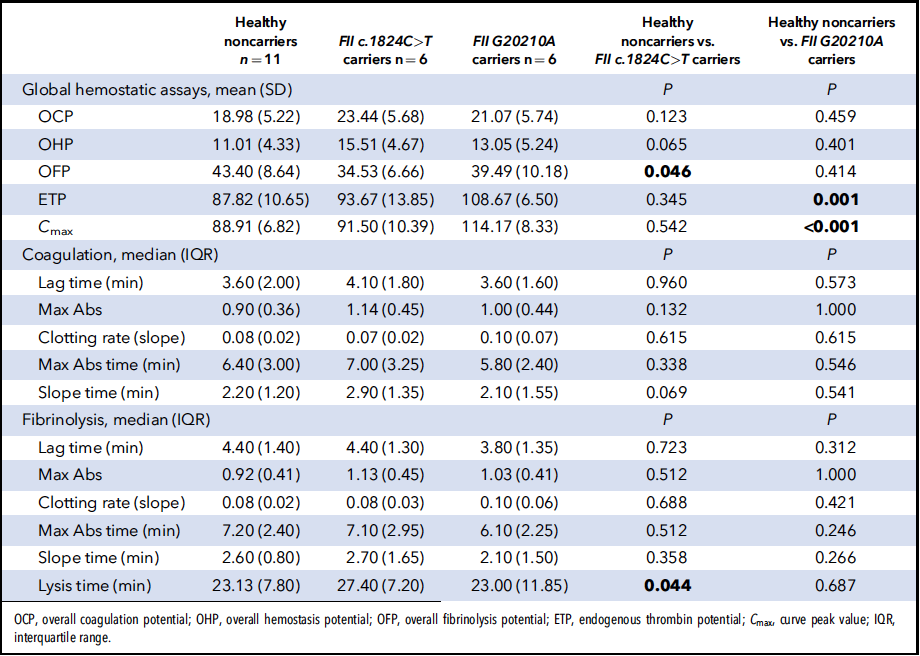 Healthy noncarriers n = 11 FII c.1824C>T carriers n = 6 FII G20210A carriers n = 6 Healthy noncarriers vs. FII c.1824C>T carriers Healthy noncarriers vs. FII G20210A carriers
Global hemostatic assays, mean (SD) P P
OCP 18.98 (5.22) 23.44 (5.68) 21.07 (5.74) 0.123 0.459
OHP 11.01 (4.33) 15.51 (4.67) 13.05 (5.24) 0.065 0.401
OFP 43.40 (8.64) 34.53 (6.66) 39.49 (10.18) 0.046 0.414
ETP 87.82 (10.65) 93.67 (13.85) 108.67 (6.50) 0.345 0.001
Cmax 88.91 (6.82) 91.50 (10.39) 114.17 (8.33) 0.542 <0.001
Coagulation, median (IQR) P P
Lag time (min) 3.60 (2.00) 4.10 (1.80) 3.60 (1.60) 0.960 0.573
Max Abs 0.90 (0.36) 1.14 (0.45) 1.00 (0.44) 0.132 1.000
Clotting rate (slope) 0.08 (0.02) 0.07 (0.02) 0.10 (0.07) 0.615 0.615
Max Abs time (min) 6.40 (3.00) 7.00 (3.25) 5.80 (2.40) 0.338 0.546
Slope time (min) 2.20 (1.20) 2.90 (1.35) 2.10 (1.55) 0.069 0.541
Fibrinolysis, median (IQR) P P
Lag time (min) 4.40 (1.40) 4.40 (1.30) 3.80 (1.35) 0.723 0.312
Max Abs 0.92 (0.41) 1.13 (0.45) 1.03 (0.41) 0.512 1.000
Clotting rate (slope) 0.08 (0.02) 0.08 (0.03) 0.10 (0.06) 0.688 0.421
Max Abs time (min) 7.20 (2.40) 7.10 (2.95) 6.10 (2.25) 0.512 0.246
Slope time (min) 2.60 (0.80) 2.70 (1.65) 2.10 (1.50) 0.358 0.266
Lysis time (min) 23.13 (7.80) 27.40 (7.20) 23.00 (11.85) 0.044 0.687
OCP, overall coagulation potential; OHP, overall hemostasis potential; OFP, overall fibrinolysis potential; ETP, endogenous thrombin potential; Cmax, curve peak value; IQR,
interquartile range.